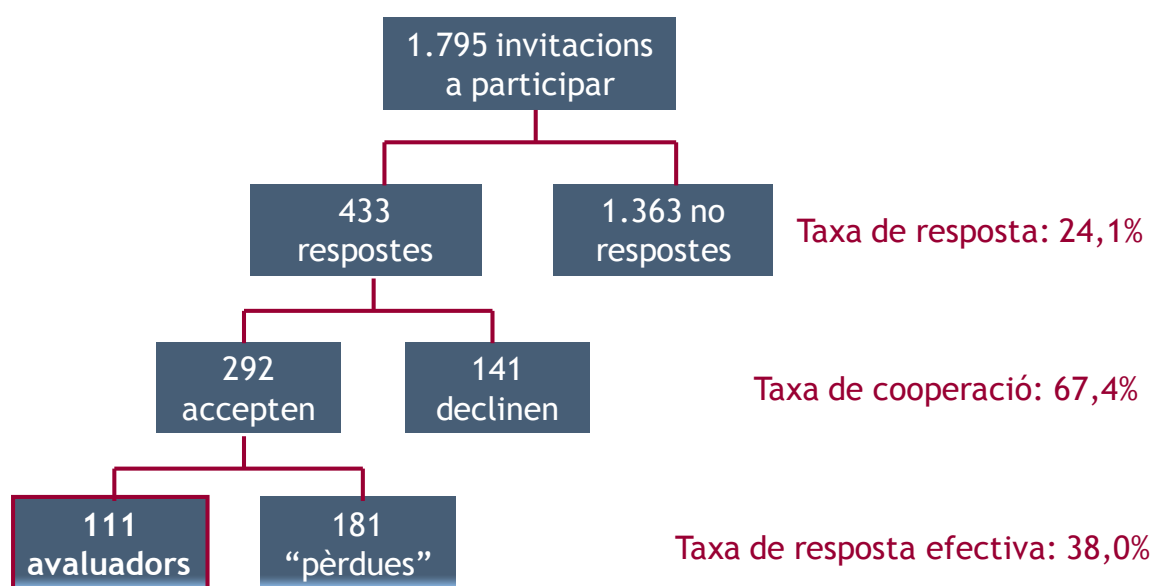 1.795 invitacions
a participar
433
respostes
1.363 no
respostes
Taxa de resposta: 24,1%
292
accepten
141
declinen
Taxa de cooperació: 67,4%
111
avaluadors
181
“pèrdues”
Taxa de resposta efectiva: 38,0%